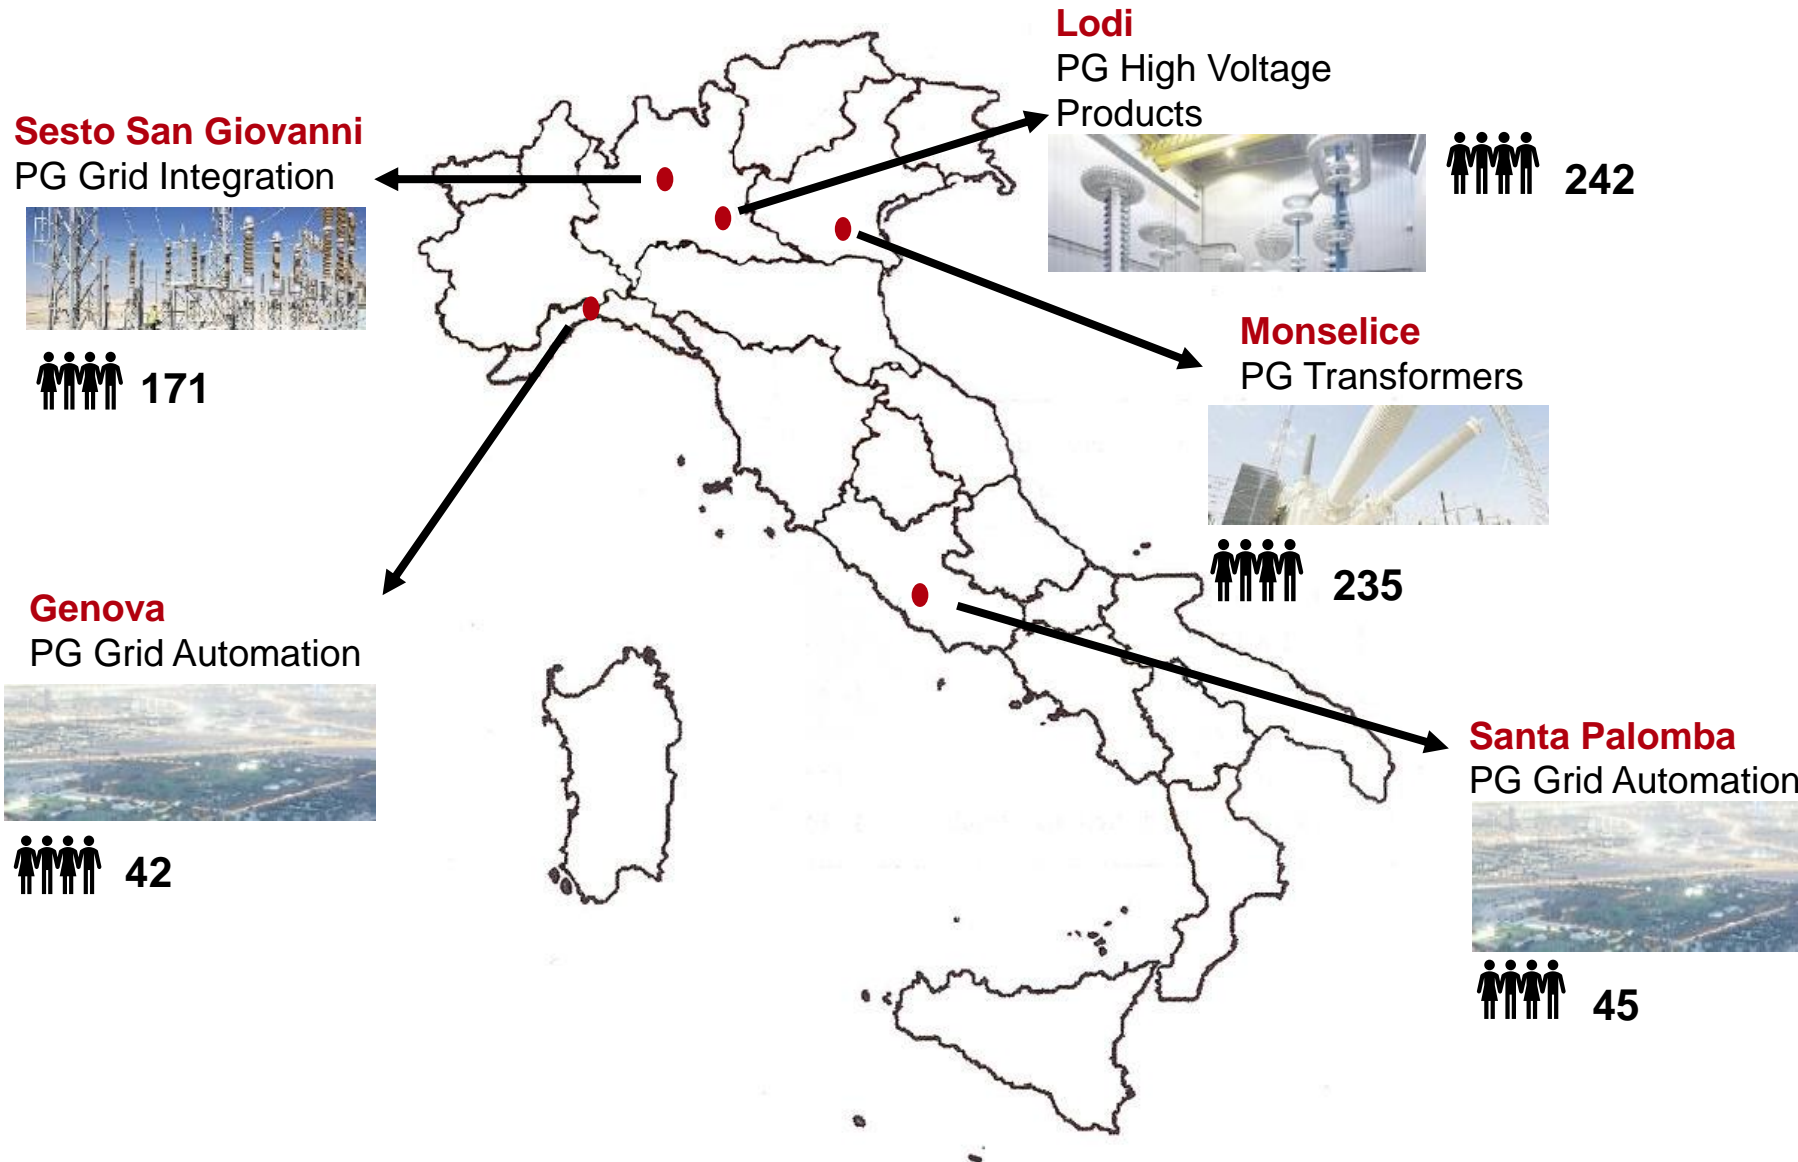 Lodi
PG High Voltage
Products
242
Sesto San Giovanni
PG Grid Integration
171
Monselice
PG Transformers
235
Genova
PG Grid Automation
42
Santa Palomba
PG Grid Automation
45